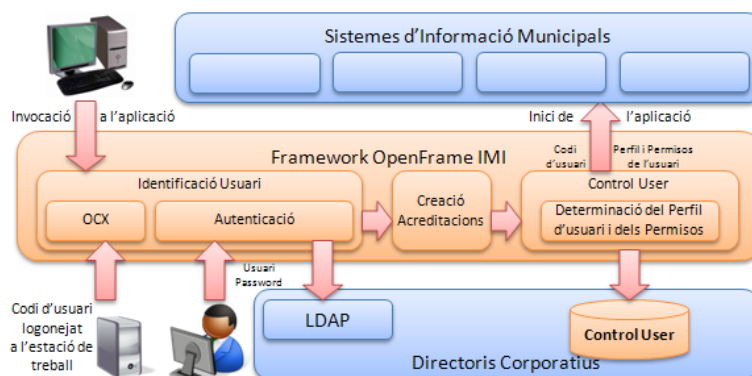 Sistemes d'Informació Municipals
Invocació a l'aplicació
Inici de l'aplicació
Codi d'usuari
Perfil i Permisos de l'usuari
Framework OpenFrame IMI
Identificació Usuari
OCX
Autenticació
Creació
Acreditacions
Control User
Determinació del Perfil
d'usuari i dels Permisos
Usuari
Password
Codi d'usuari
logonejat
a l'estació de
treball
LDAP
Control User
Directoris Corporatius